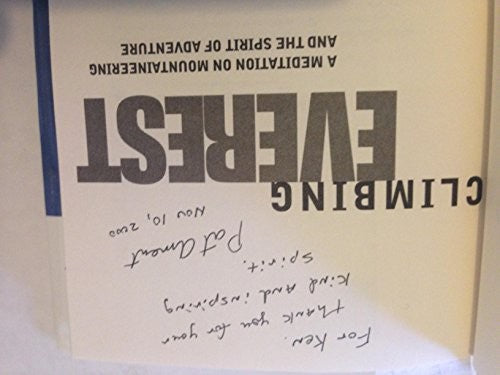 For Ken.
Thank you for your
kind and inspiring
spirit.
Pat Ament
Nov 10, 2000
CLIMBING
EVEREST
A MEDITATION ON MOUNTAINEERING
AND THE SPIRIT OF ADVENTURE